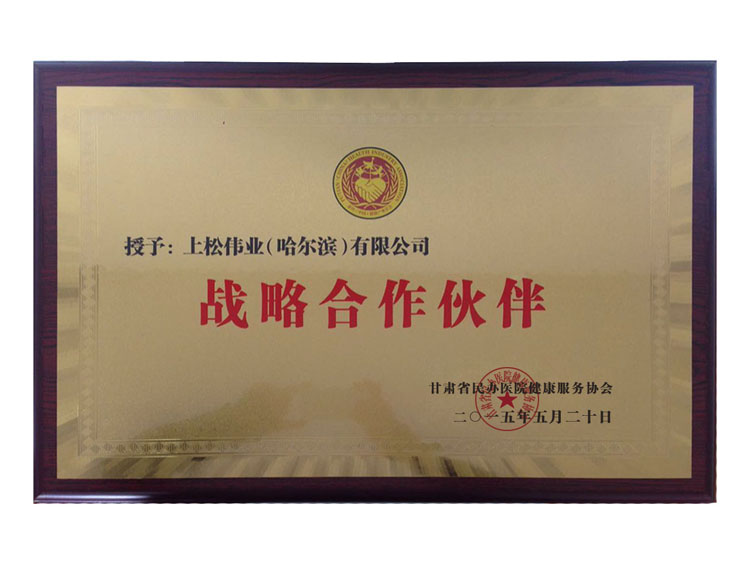 授予：上松伟业（哈尔滨）有限公司
战略合作伙伴
甘肃省民办医院健康服务协会
二〇一五年五月二十日